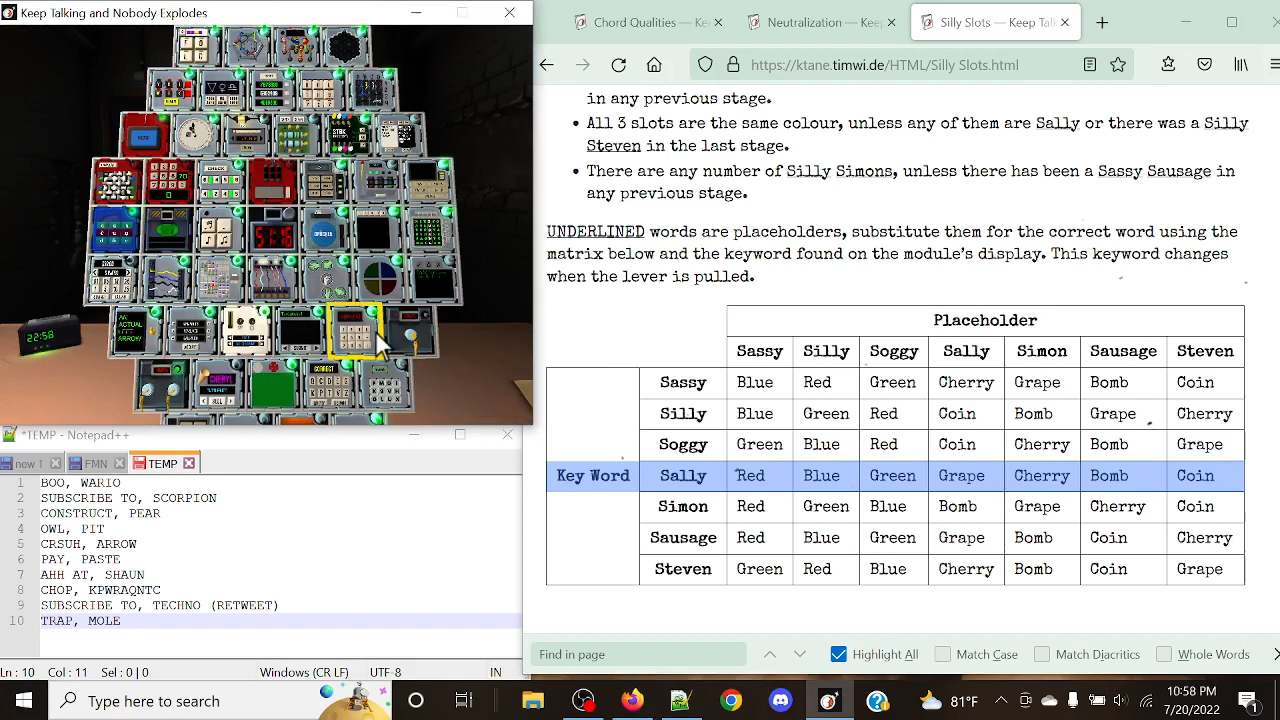 Keep Talking and Nobody Explodes
CHECK
51:16
22:58
AN
ACTUAL
ARROW
CHERYL
CORRECT
Chord Qualities — Ke
Neutralization — Kee
Silly Slots — Keep Talk
https://ktane.timwi.de/HTML/Silly Slots.html
in any previous stage.
All 3 slots are the same colour, unless any of them are Sally or there was a Silly
Steven in the last stage.
There are any number of Silly Simons, unless there has been a Sassy Sausage in
any previous stage.
UNDERLINED words are placeholders, substitute them for the correct word using the
matrix below and the keyword found on the module's display. This keyword changes
when the lever is pulled.
Placeholder
Sassy Silly Soggy Sally Simon Sausage Steven
Sassy Blue Red Green Cherry Grape Bomb Coin
Silly Blue Green Red Coin Bomb Grape Cherry
Soggy Green Blue Red Coin Cherry Bomb Grape
Key Word Sally Red Blue Green Grape Cherry Bomb Coin
Simon Red Green Blue Bomb Grape Cherry Coin
Sausage Red Blue Green Grape Bomb Coin Cherry
Steven Green Red Blue Cherry Bomb Coin Grape
Find in page
Highlight All
Match Case
Match Diacritics
Whole Words
*TEMP - Notepad++
new 1
FMN
TEMP
1 BOO, WARIO
2 SUBSCRIBE TO, SCORPION
3 CONSTRUCT, PEAR
4 OWL, PIT
5 CRSUH, ARROW
6 PAY, PASTE
7 AHH AT, SHAUN
8 CHOP, KPWRAQNTC
9 SUBSCRIBE TO, TECHNO (RETWEET)
10 TRAP, MOLE
Ln: 10 Col: 11 Sel: 0 | 0
Windows (CR LF)
UTF-8
IN
Type here to search
81°F
0:58 PM
7/20/2022